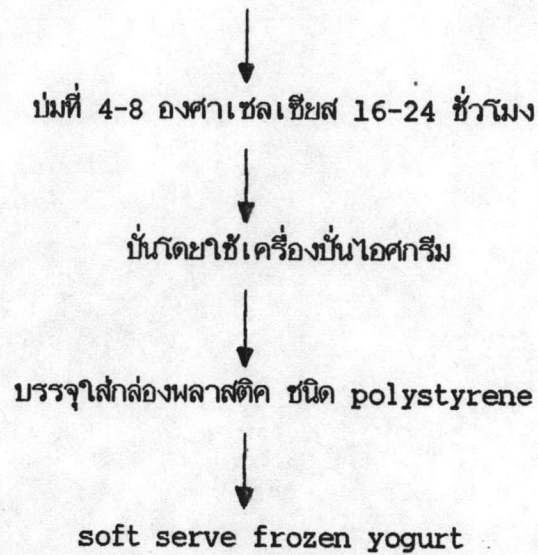 บ่มที่ 4-8 องศาเซลเซียส 16-24 ชั่วโมง
ปั่นโดยใช้เครื่องปั่นไอศกรีม
บรรจุใส่กล่องพลาสติค ชนิด polystyrene
soft serve frozen yogurt